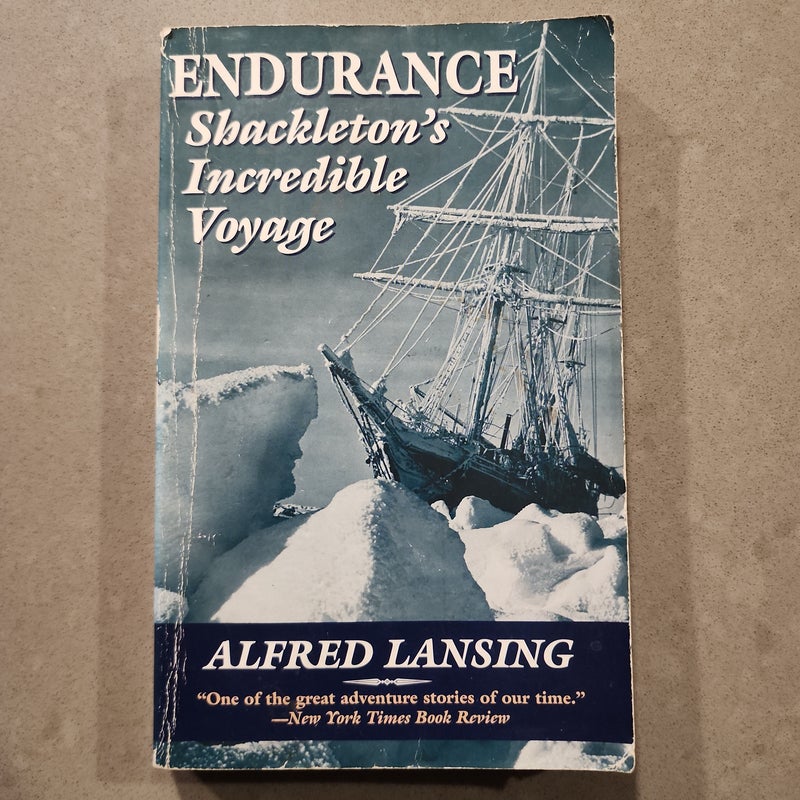 ENDURANCE
Shackleton's
Incredible
Voyage
ALFRED LANSING
“One of the great adventure stories of our time.”
—New York Times Book Review